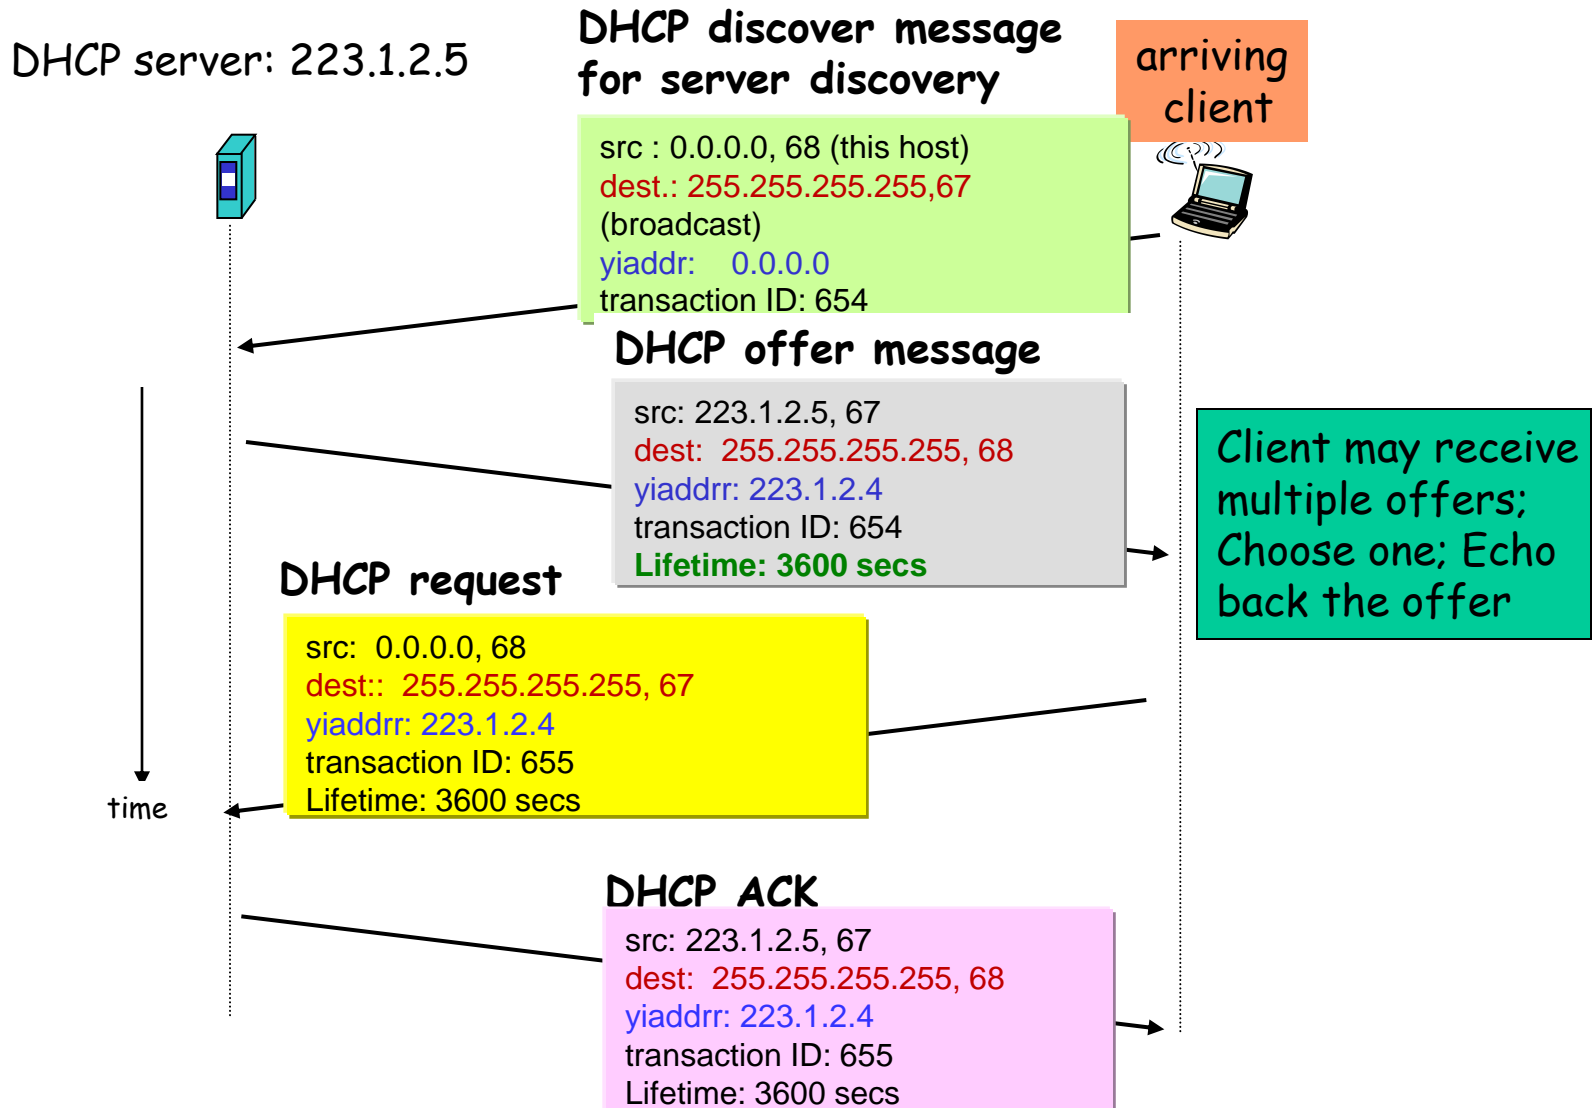 DHCP server: 223.1.2.5
DHCP discover message
for server discovery
arriving
client
src : 0.0.0.0, 68 (this host)
dest.: 255.255.255.255,67
(broadcast)
yiaddr: 0.0.0.0
transaction ID: 654
DHCP offer message
src: 223.1.2.5, 67
dest: 255.255.255.255, 68
yiaddrr: 223.1.2.4
transaction ID: 654
Lifetime: 3600 secs
Client may receive
multiple offers;
Choose one; Echo
back the offer
DHCP request
src: 0.0.0.0, 68
dest:: 255.255.255.255, 67
yiaddrr: 223.1.2.4
transaction ID: 655
Lifetime: 3600 secs
time
DHCP ACK
src: 223.1.2.5, 67
dest: 255.255.255.255, 68
yiaddrr: 223.1.2.4
transaction ID: 655
Lifetime: 3600 secs